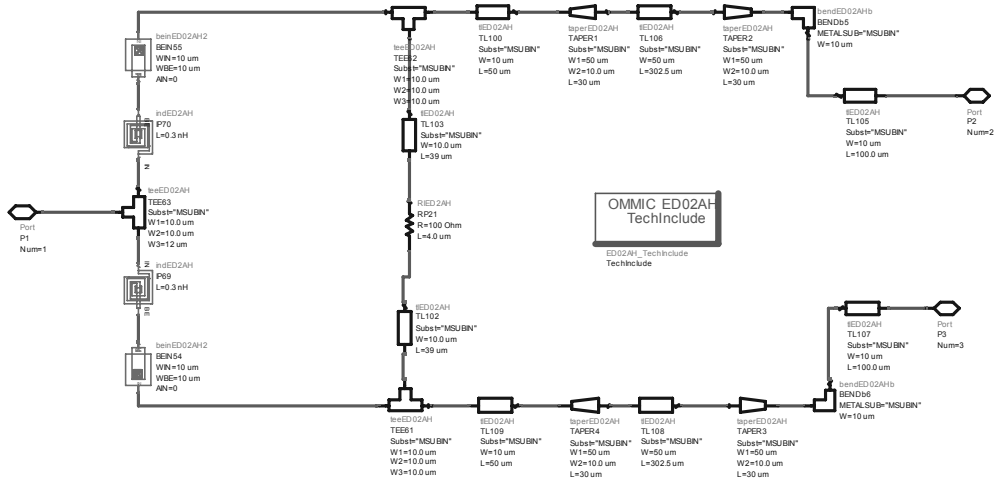 beinED02AH2
BEIN55
WIN=10 um
WBE=10 um
AIN=0
indED2AH
IP70
L=0.3 nH
teeED02AH
TEE62
Subst="MSUBIN"
W1=10.0 um
W2=10.0 um
W3=10.0 um
tlED02AH
TL100
Subst="MSUBIN"
W=10 um
L=50 um
taperED02AH
TAPER1
Subst="MSUBIN"
W1=50 um
W2=10.0 um
L=30 um
tlED02AH
TL106
Subst="MSUBIN"
W=50 um
L=302.5 um
taperED02AH
TAPER2
Subst="MSUBIN"
W1=50 um
W2=10.0 um
L=30 um
bendED02AHb
BENDb5
METALSUB="MSUBIN"
W=10 um
tlED02AH
TL105
Subst="MSUBIN"
W=10 um
L=100.0 um
Port
P2
Num=2
tlED02AH
TL103
Subst="MSUBIN"
W=10.0 um
L=39 um
Port
P1
Num=1
teeED02AH
TEE63
Subst="MSUBIN"
W1=10.0 um
W2=10.0 um
W3=12 um
RIED2AH
RP21
R=100 Ohm
L=4.0 um
OMMIC ED02AH
TechInclude
ED02AH_TechInclude
TechInclude
IN
indED2AH
IP69
L=0.3 nH
BE
tlED02AH
TL102
Subst="MSUBIN"
W=10.0 um
L=39 um
tlED02AH
TL107
Subst="MSUBIN"
W=10 um
L=100.0 um
Port
P3
Num=3
beinED02AH2
BEIN54
WIN=10 um
WBE=10 um
AIN=0
teeED02AH
TEE61
Subst="MSUBIN"
W1=10.0 um
W2=10.0 um
W3=10.0 um
tlED02AH
TL109
Subst="MSUBIN"
W=10 um
L=50 um
taperED02AH
TAPER4
Subst="MSUBIN"
W1=50 um
W2=10.0 um
L=30 um
tlED02AH
TL108
Subst="MSUBIN"
W=50 um
L=302.5 um
taperED02AH
TAPER3
Subst="MSUBIN"
W1=50 um
W2=10.0 um
L=30 um
bendED02AHb
BENDb6
METALSUB="MSUBIN"
W=10 um